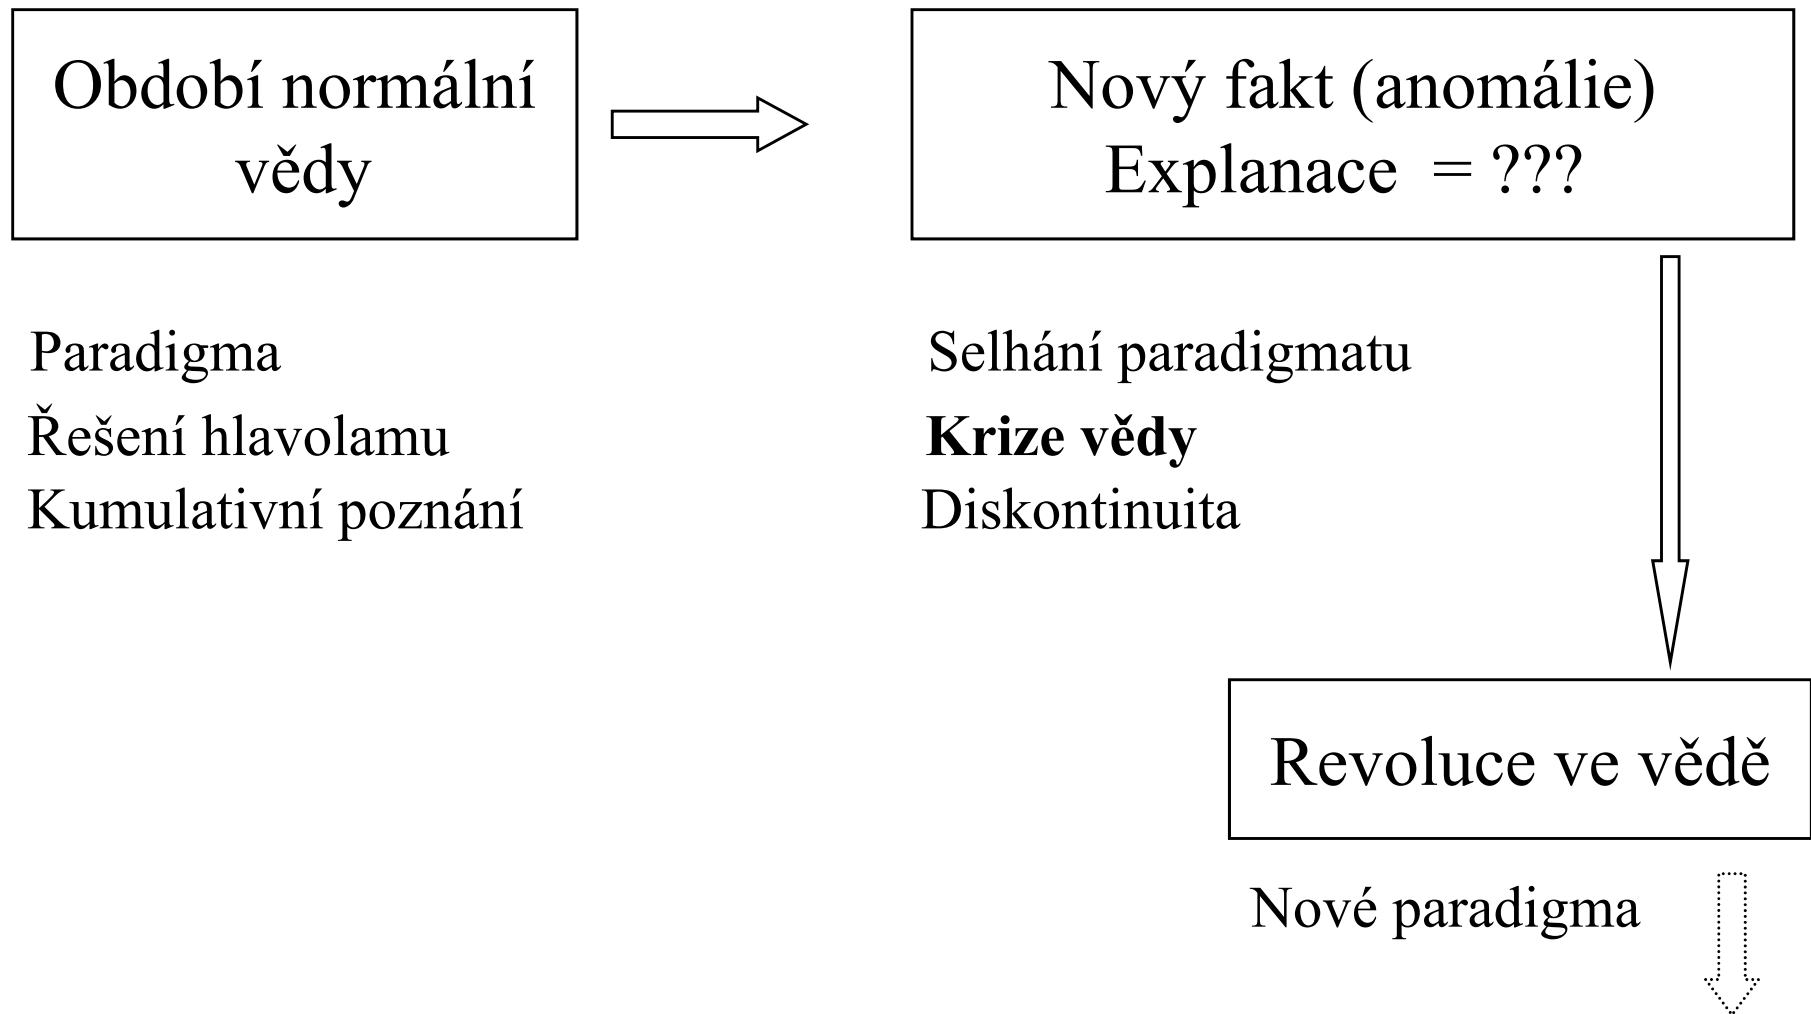 Období normální
vědy
Nový fakt (anomálie)
Explanace = ???
Paradigma
Řešení hlavolamu
Kumulativní poznání
Selhání paradigmatu
Krize vědy
Diskontinuita
Revoluce ve vědě
Nové paradigma